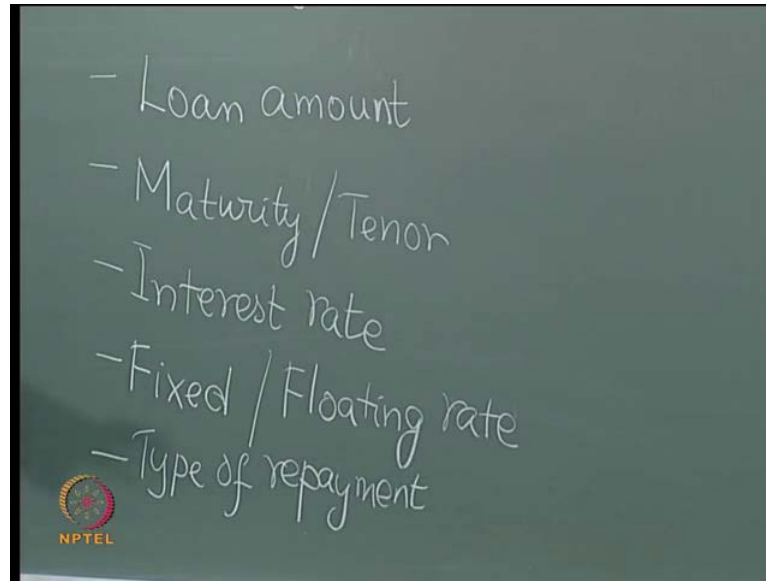 - Loan amount
- Maturity / Tenor
- Interest rate
- Fixed / Floating rate
- Type of repayment
NPTEL